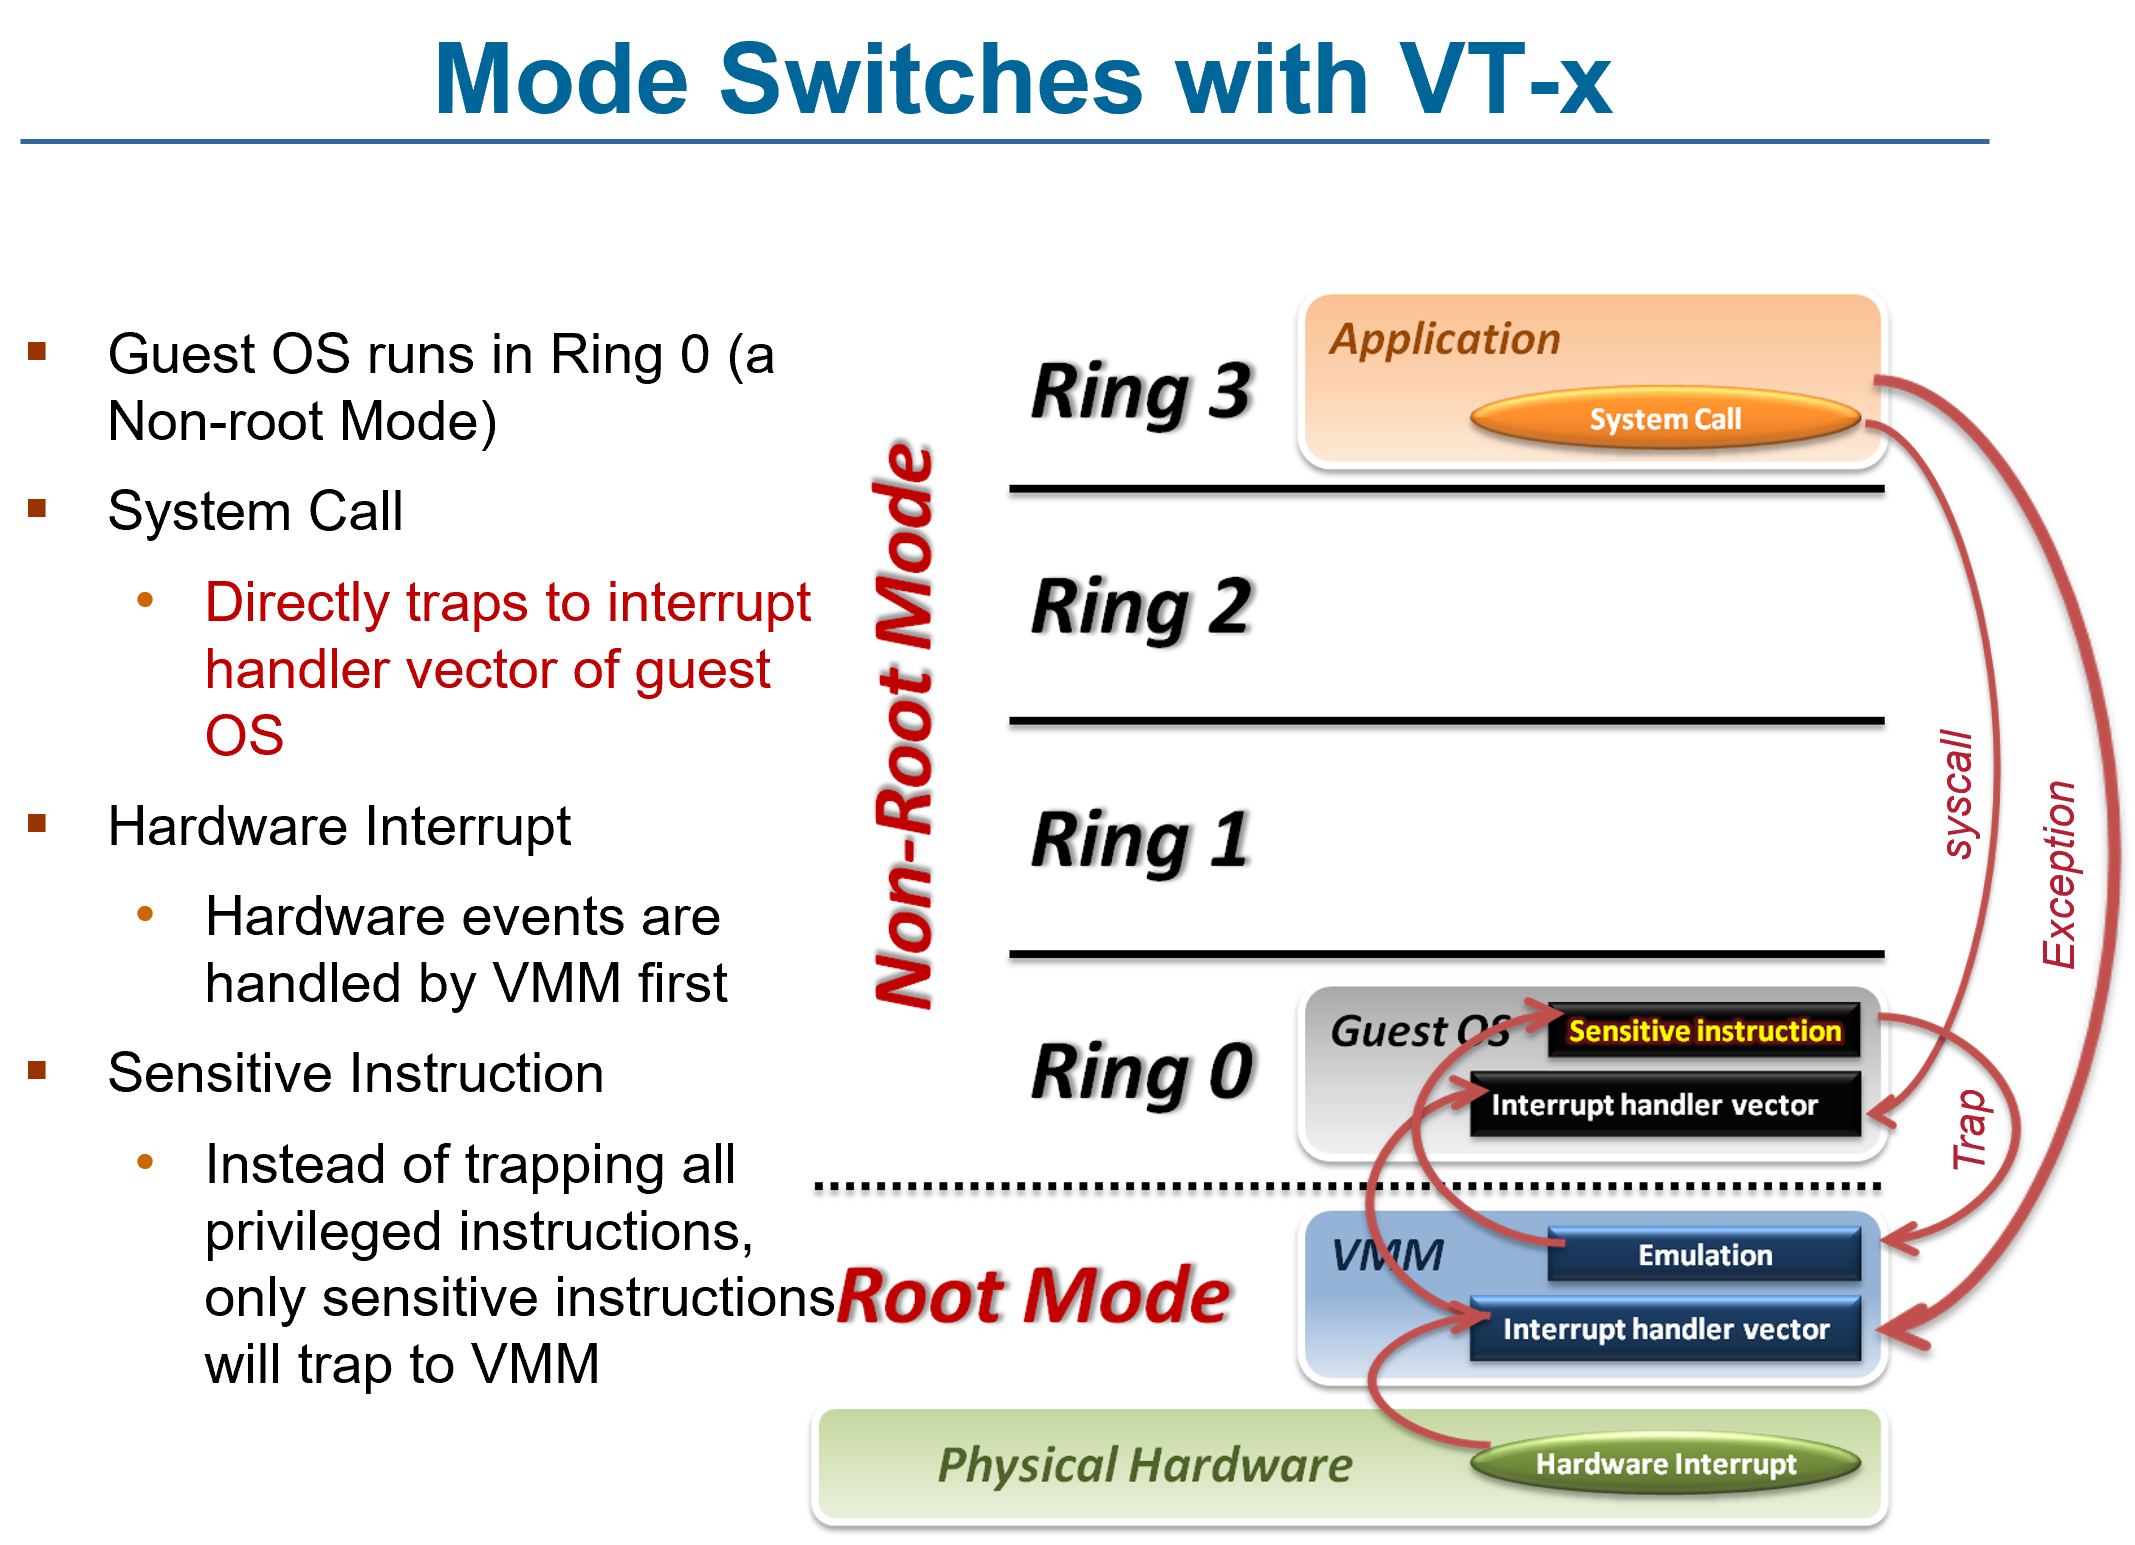 Mode Switches with VT-x
Guest OS runs in Ring 0 (a
Non-root Mode)
System Call
Directly traps to interrupt
handler vector of guest
OS
Hardware Interrupt
Hardware events are
handled by VMM first
Sensitive Instruction
Instead of trapping all
privileged instructions,
only sensitive instructions
will trap to VMM
Non-Root Mode
Ring 3
Application
System Call
Ring 2
Ring 1
syscall
Exception
Ring 0
Guest OS
Sensitive instruction
Interrupt handler vector
Trap
Root Mode
VMM
Emulation
Interrupt handler vector
Physical Hardware
Hardware Interrupt